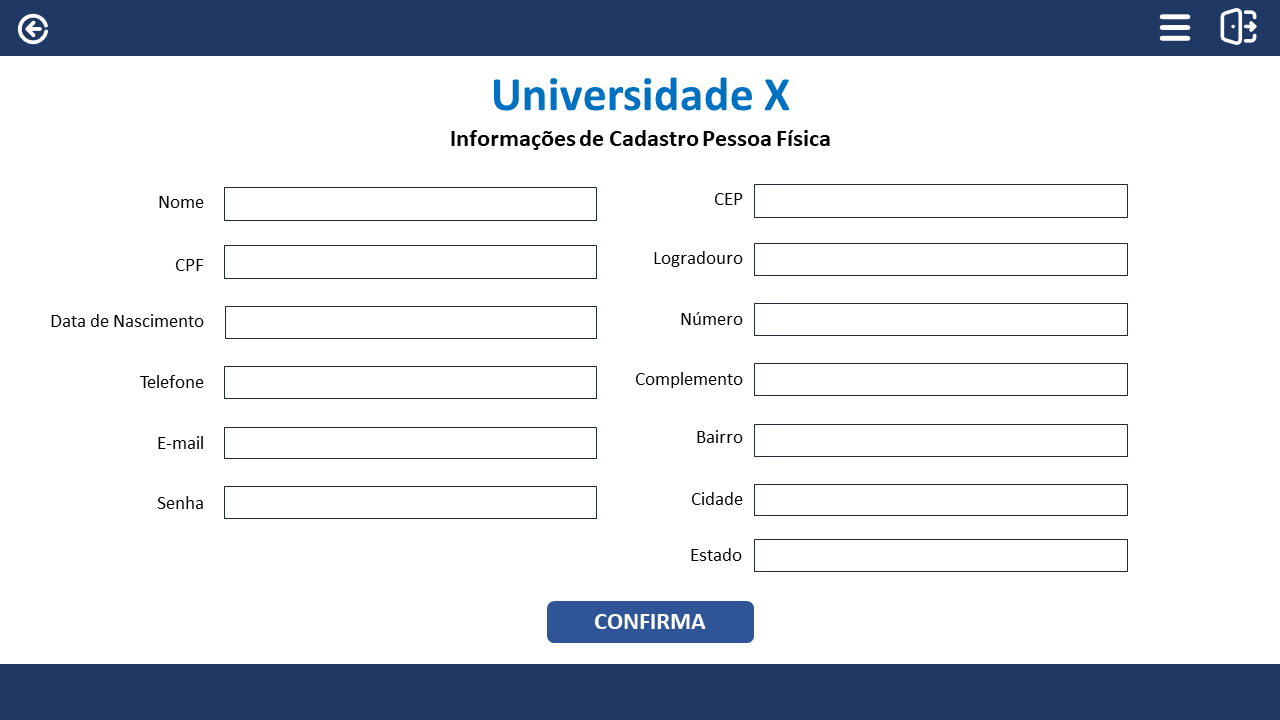 Universidade X
Informações de Cadastro Pessoa Física
Nome
CPF
Data de Nascimento
Telefone
E-mail
Senha
CEP
Logradouro
Número
Complemento
Bairro
Cidade
Estado
CONFIRMA